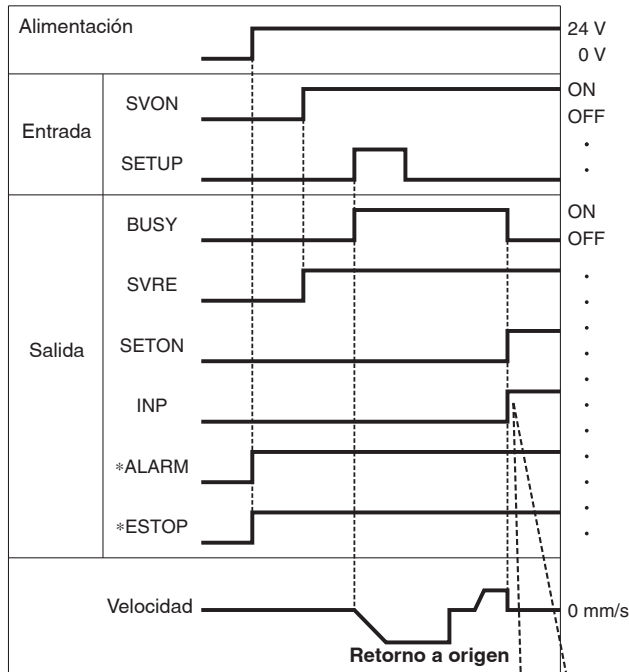 Alimentación
24 V
0 V
Entrada
SVON
ON
OFF
SETUP
Salida
BUSY
ON
OFF
SVRE
SETON
INP
*ALARM
*ESTOP
Velocidad
0 mm/s
Retorno a origen